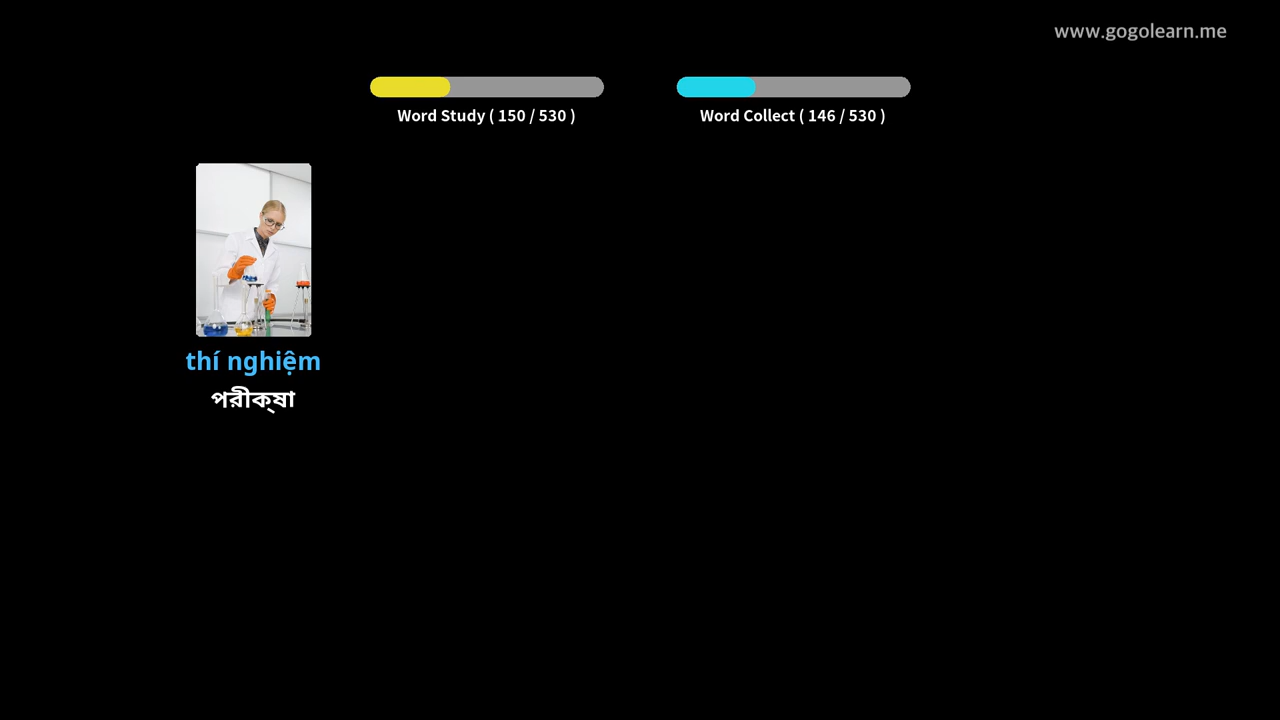 www.gogolearn.me
Word Study ( 150 / 530 )
Word Collect ( 146 / 530 )
thí nghiệm
পরীক্ষা